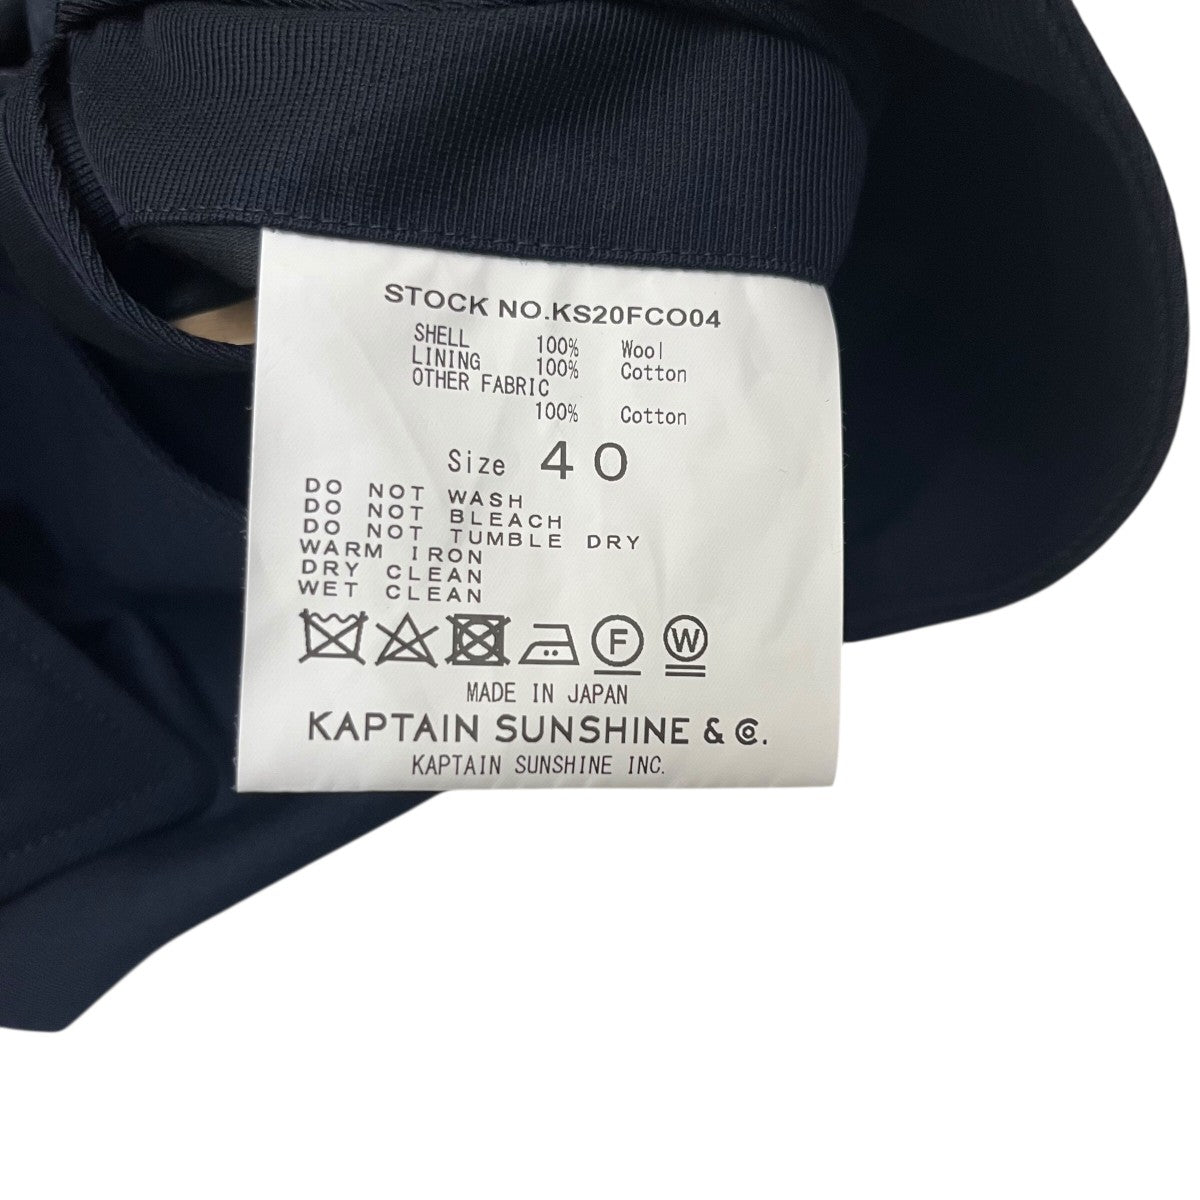 STOCK NO.KS20FCO04
SHELL 100% Wool
LINING 100% Cotton
OTHER FABRIC
100% Cotton
Size 40
DO NOT WASH
DO NOT BLEACH
DO NOT TUMBLE DRY
WARM IRON
DRY CLEAN
WET CLEAN
F W
MADE IN JAPAN
KAPTAIN SUNSHINE & Co.
KAPTAIN SUNSHINE INC.